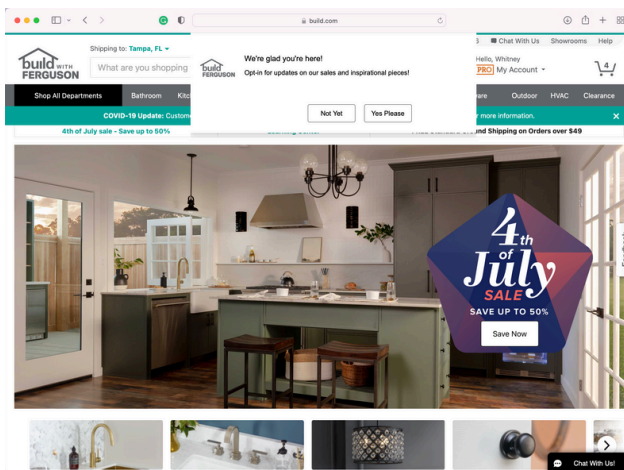 build.com
Chat With Us
Showrooms
Help
Shipping to: Tampa, FL
build WITH
FERGUSON
What are you shopping
build
FERGUSON
We're glad you're here!
Opt-in for updates on our sales and inspirational pieces!
Not Yet
Yes Please
Hello, Whitney
PRO My Account
4
Shop All Departments
Bathroom
Outdoor
HVAC
Clearance
COVID-19 Update:
r more information.
4th of July sale - Save up to 50%
Learning Center
nd Shipping on Orders over $49
4th
of
July
SALE
SAVE UP TO 50%
Save Now
Chat With Us!